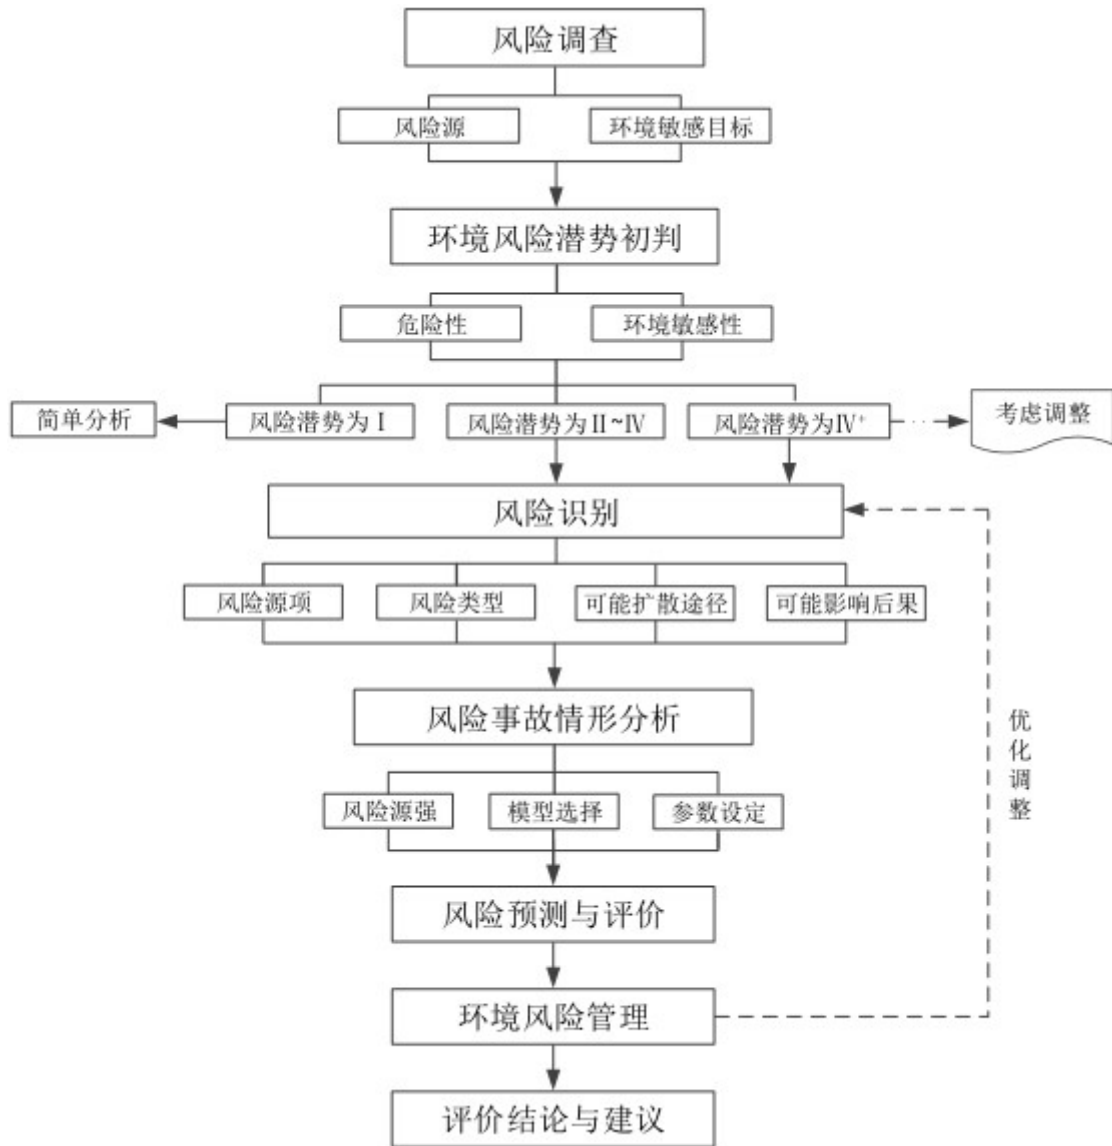 风险调查
风险源
环境敏感目标
环境风险潜势初判
危险性
环境敏感性
简单分析
风险潜势为Ⅰ
风险潜势为Ⅱ~Ⅳ
风险潜势为Ⅳ⁺
考虑调整
风险识别
风险源项
风险类型
可能扩散途径
可能影响后果
风险事故情形分析
风险源强
模型选择
参数设定
优化调整
风险预测与评价
环境风险管理
评价结论与建议